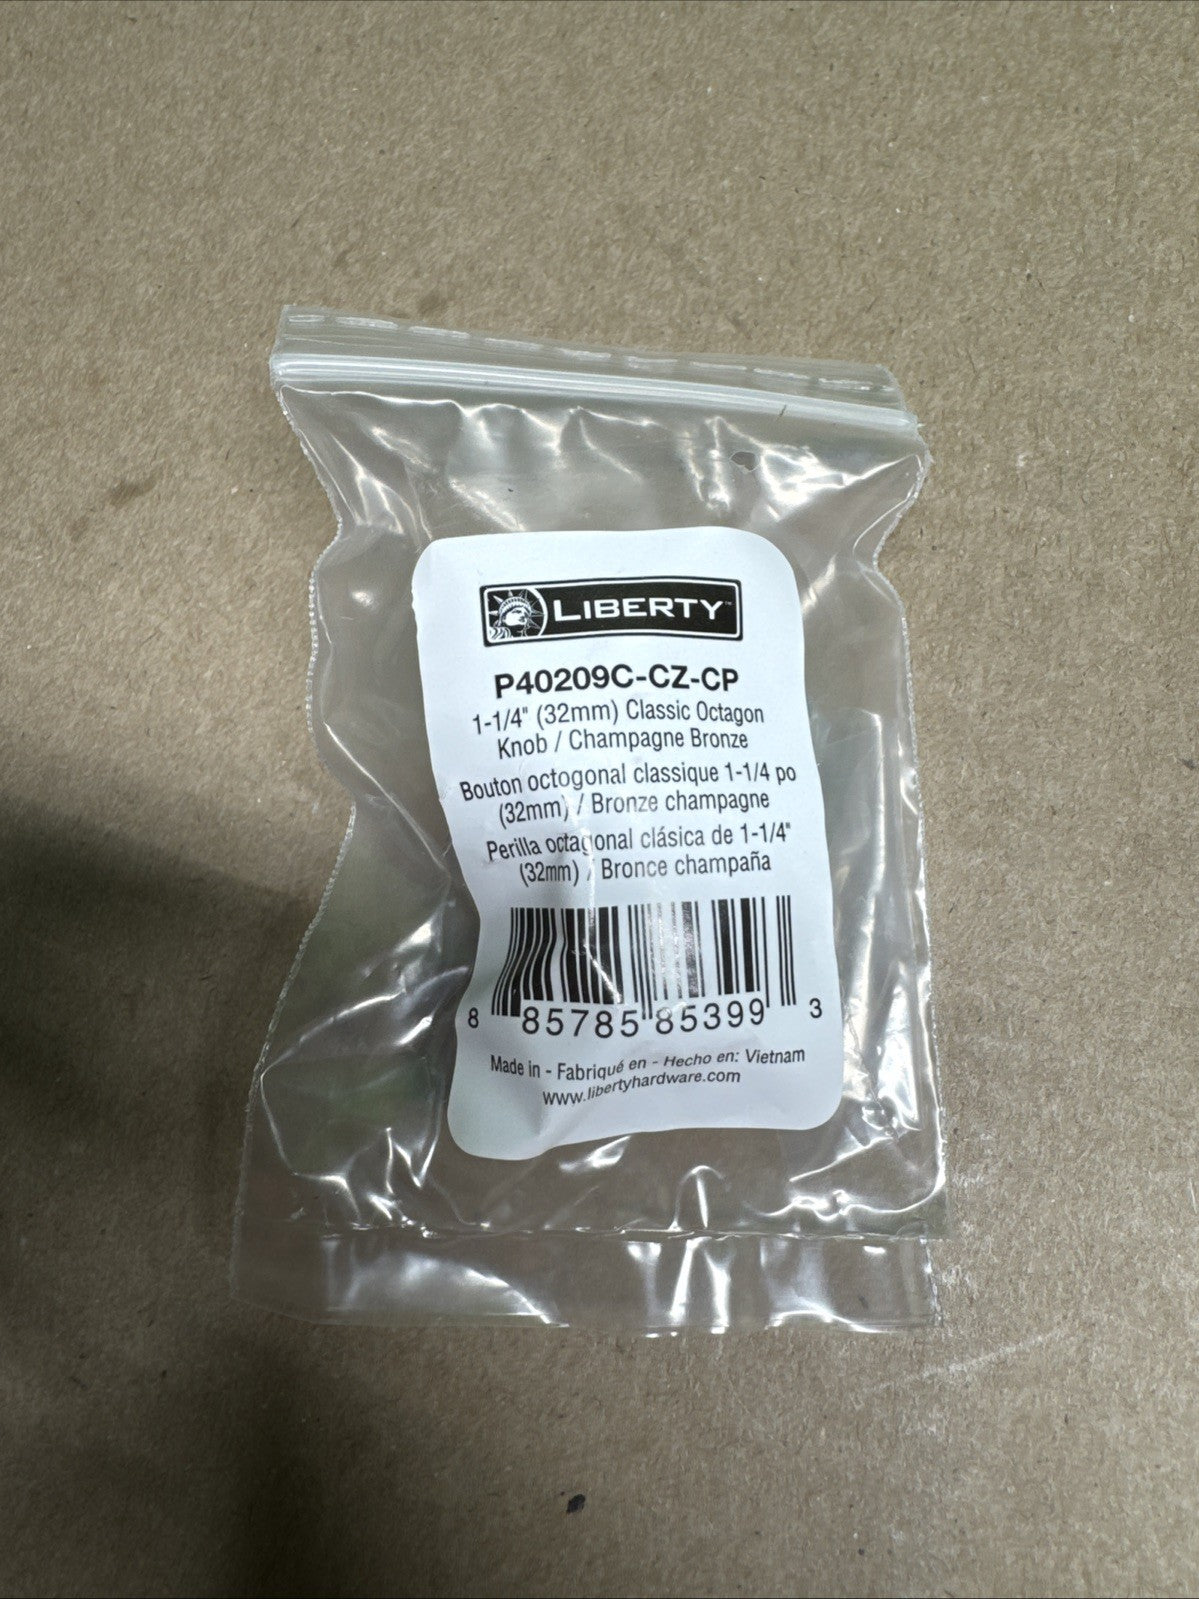 LIBERTY™
P40209C-CZ-CP
1-1/4" (32mm) Classic Octagon
Knob / Champagne Bronze
Bouton octogonal classique 1-1/4 po
(32mm) / Bronze champagne
Perilla octagonal clásica de 1-1/4"
(32mm) / Bronce champaña
8 85785 85399 3
Made in - Fabriqué en - Hecho en: Vietnam
www.libertyhardware.com